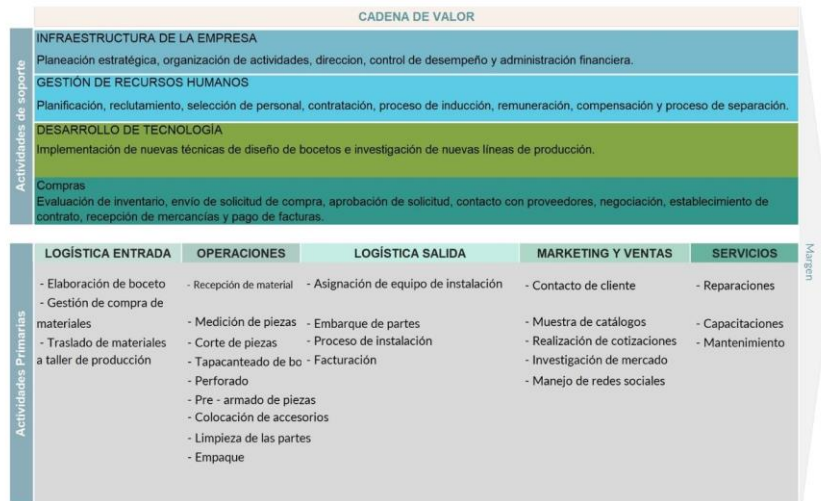 CADENA DE VALOR
Actividades de soporte
INFRAESTRUCTURA DE LA EMPRESA
Planeación estratégica, organización de actividades, direccion, control de desempeño y administración financiera.
GESTIÓN DE RECURSOS HUMANOS
Planificación, reclutamiento, selección de personal, contratación, proceso de inducción, remuneración, compensación y proceso de separación.
DESARROLLO DE TECNOLOGÍA
Implementación de nuevas técnicas de diseño de bocetos e investigación de nuevas líneas de producción.
Compras
Evaluación de inventario, envío de solicitud de compra, aprobación de solicitud, contacto con proveedores, negociación, establecimiento de
contrato, recepción de mercancías y pago de facturas.
Actividades Primarias
LOGÍSTICA ENTRADA
- Elaboración de boceto
- Gestión de compra de
materiales
- Traslado de materiales
a taller de producción
OPERACIONES
- Recepción de material
- Medición de piezas
- Corte de piezas
- Tapacanteado de bo
- Perforado
- Pre - armado de piezas
- Colocación de accesorios
- Limpieza de las partes
- Empaque
LOGÍSTICA SALIDA
- Asignación de equipo de instalación
- Embarque de partes
- Proceso de instalación
- Facturación
MARKETING Y VENTAS
- Contacto de cliente
- Muestra de catálogos
- Realización de cotizaciones
- Investigación de mercado
- Manejo de redes sociales
SERVICIOS
- Reparaciones
- Capacitaciones
- Mantenimiento
Margen